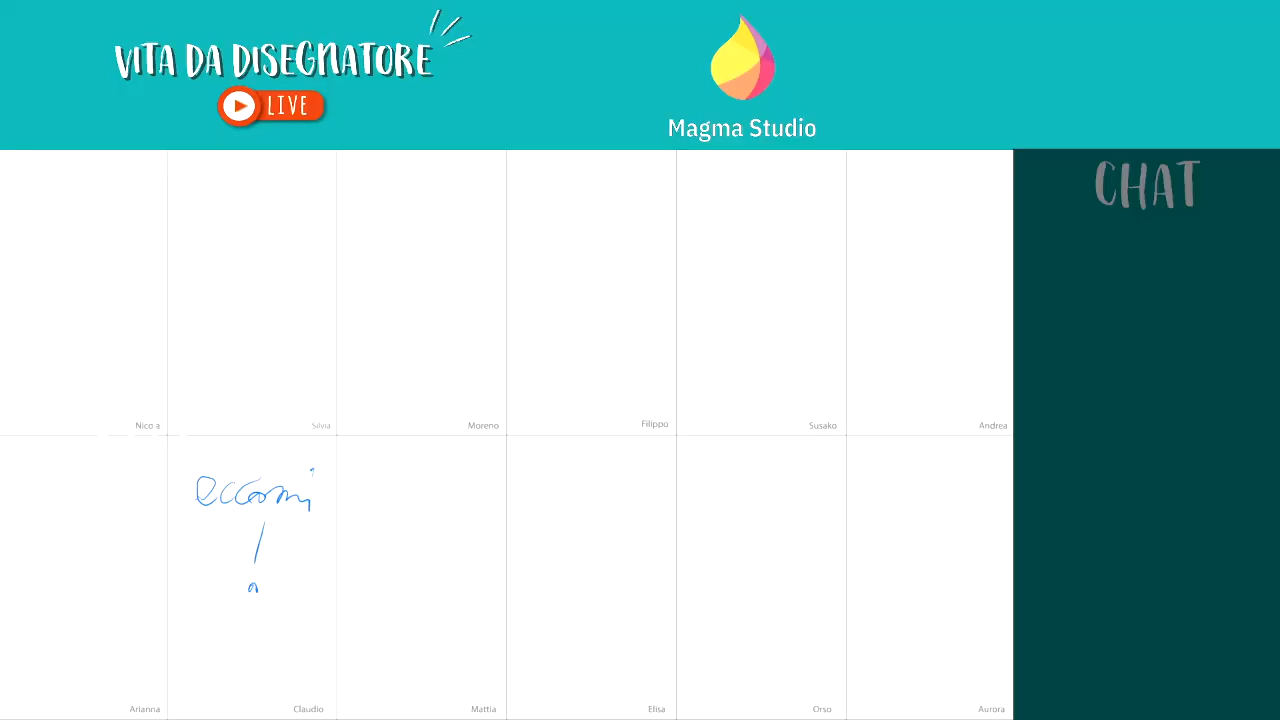 VITA DA DISEGNATORE
LIVE
Magma Studio
CHAT
Nicola
Silvia
Moreno
Filippo
Susako
Andrea
eccomi
!
Arianna
Claudio
Mattia
Elisa
Orso
Aurora